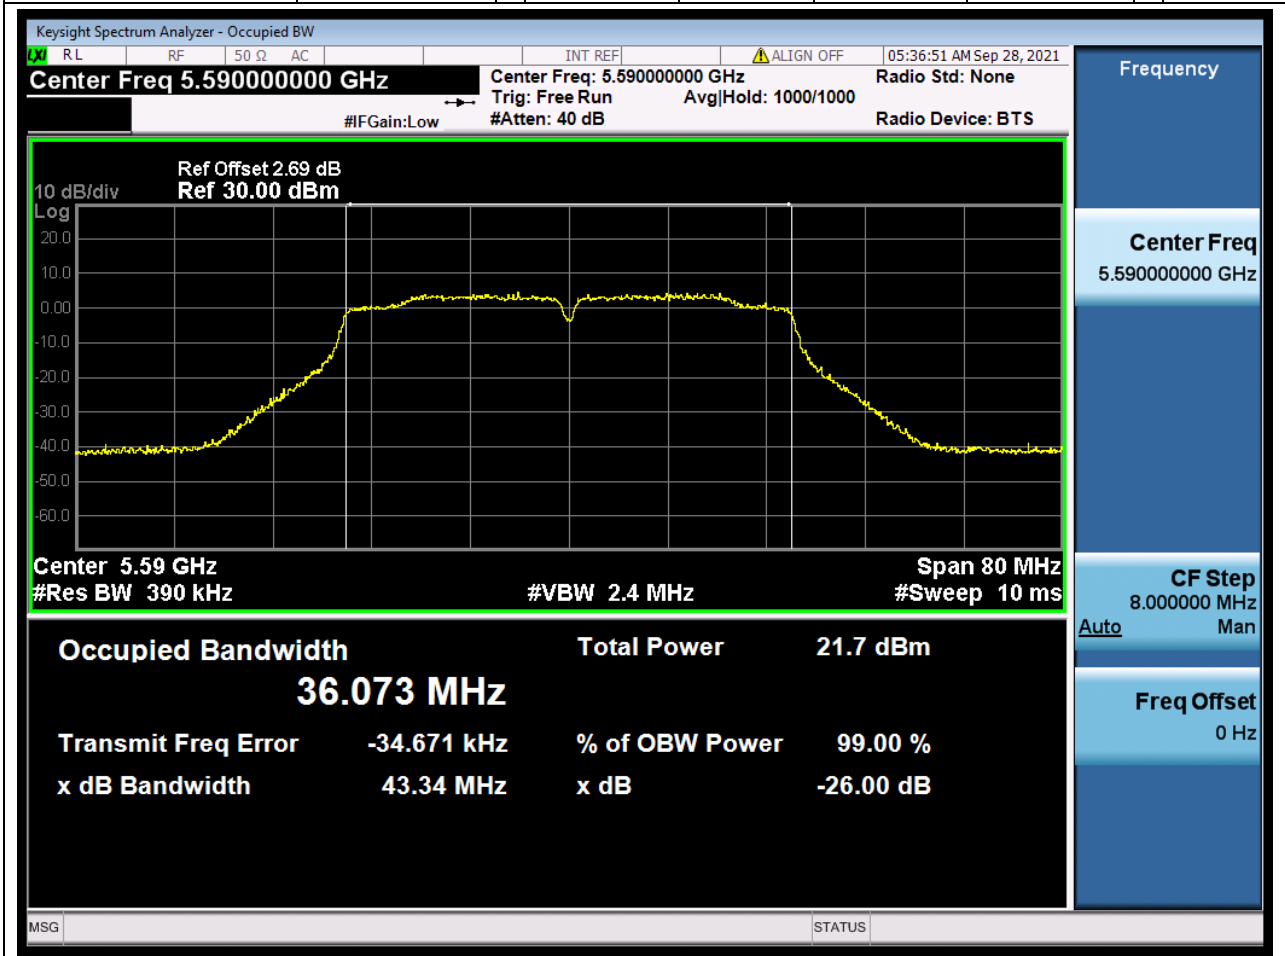 Keysight Spectrum Analyzer - Occupied BW
LXI RL RF 50 Ω AC INT REF ALIGN OFF 05:36:51 AM Sep 28, 2021
Center Freq 5.590000000 GHz
Center Freq: 5.590000000 GHz
Radio Std: None
Trig: Free Run Avg|Hold: 1000/1000
#IFGain:Low
#Atten: 40 dB
Radio Device: BTS
Ref Offset 2.69 dB
10 dB/div Ref 30.00 dBm
Log
20.0
10.0
0.00
-10.0
-20.0
-30.0
-40.0
-50.0
-60.0
Center 5.59 GHz Span 80 MHz
#Res BW 390 kHz #VBW 2.4 MHz #Sweep 10 ms
Occupied Bandwidth Total Power 21.7 dBm
36.073 MHz
Transmit Freq Error -34.671 kHz % of OBW Power 99.00 %
x dB Bandwidth 43.34 MHz x dB -26.00 dB
Frequency
Center Freq
5.590000000 GHz
CF Step
8.000000 MHz
Auto Man
Freq Offset
0 Hz
MSG STATUS